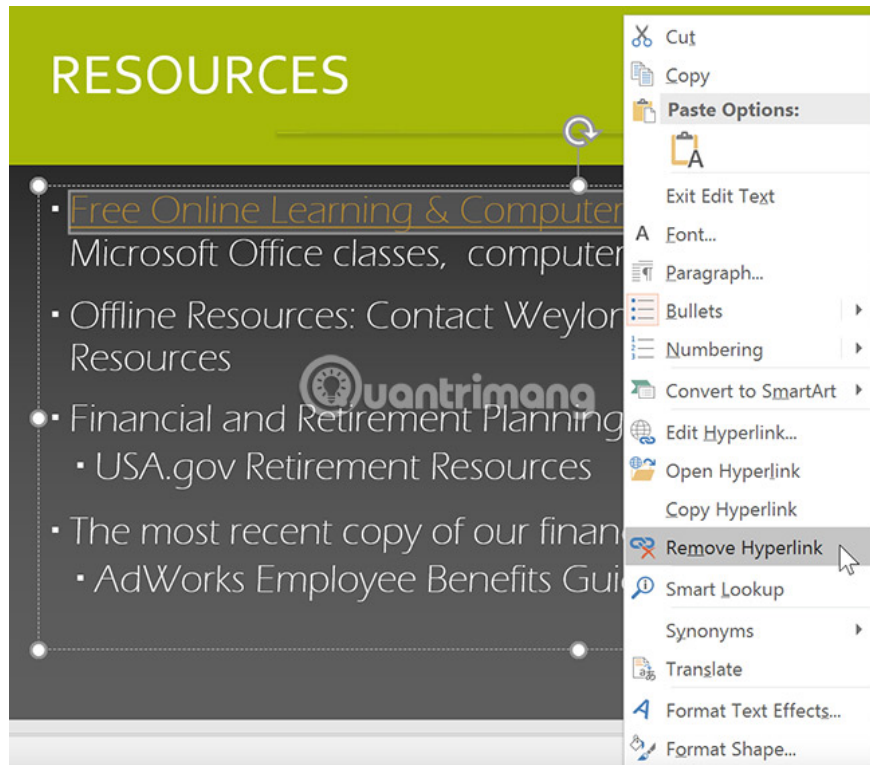 RESOURCES
Free Online Learning & Computer
Microsoft Office classes, computer
Offline Resources: Contact Weylon
Resources
Financial and Retirement Planning
USA.gov Retirement Resources
The most recent copy of our financ
AdWorks Employee Benefits Gui
Quantrimang
Cut
Copy
Paste Options:
A
Exit Edit Text
A Font...
Paragraph...
Bullets
Numbering
Convert to SmartArt
Edit Hyperlink...
Open Hyperlink
Copy Hyperlink
Remove Hyperlink
Smart Lookup
Synonyms
Translate
A Format Text Effects...
Format Shape...